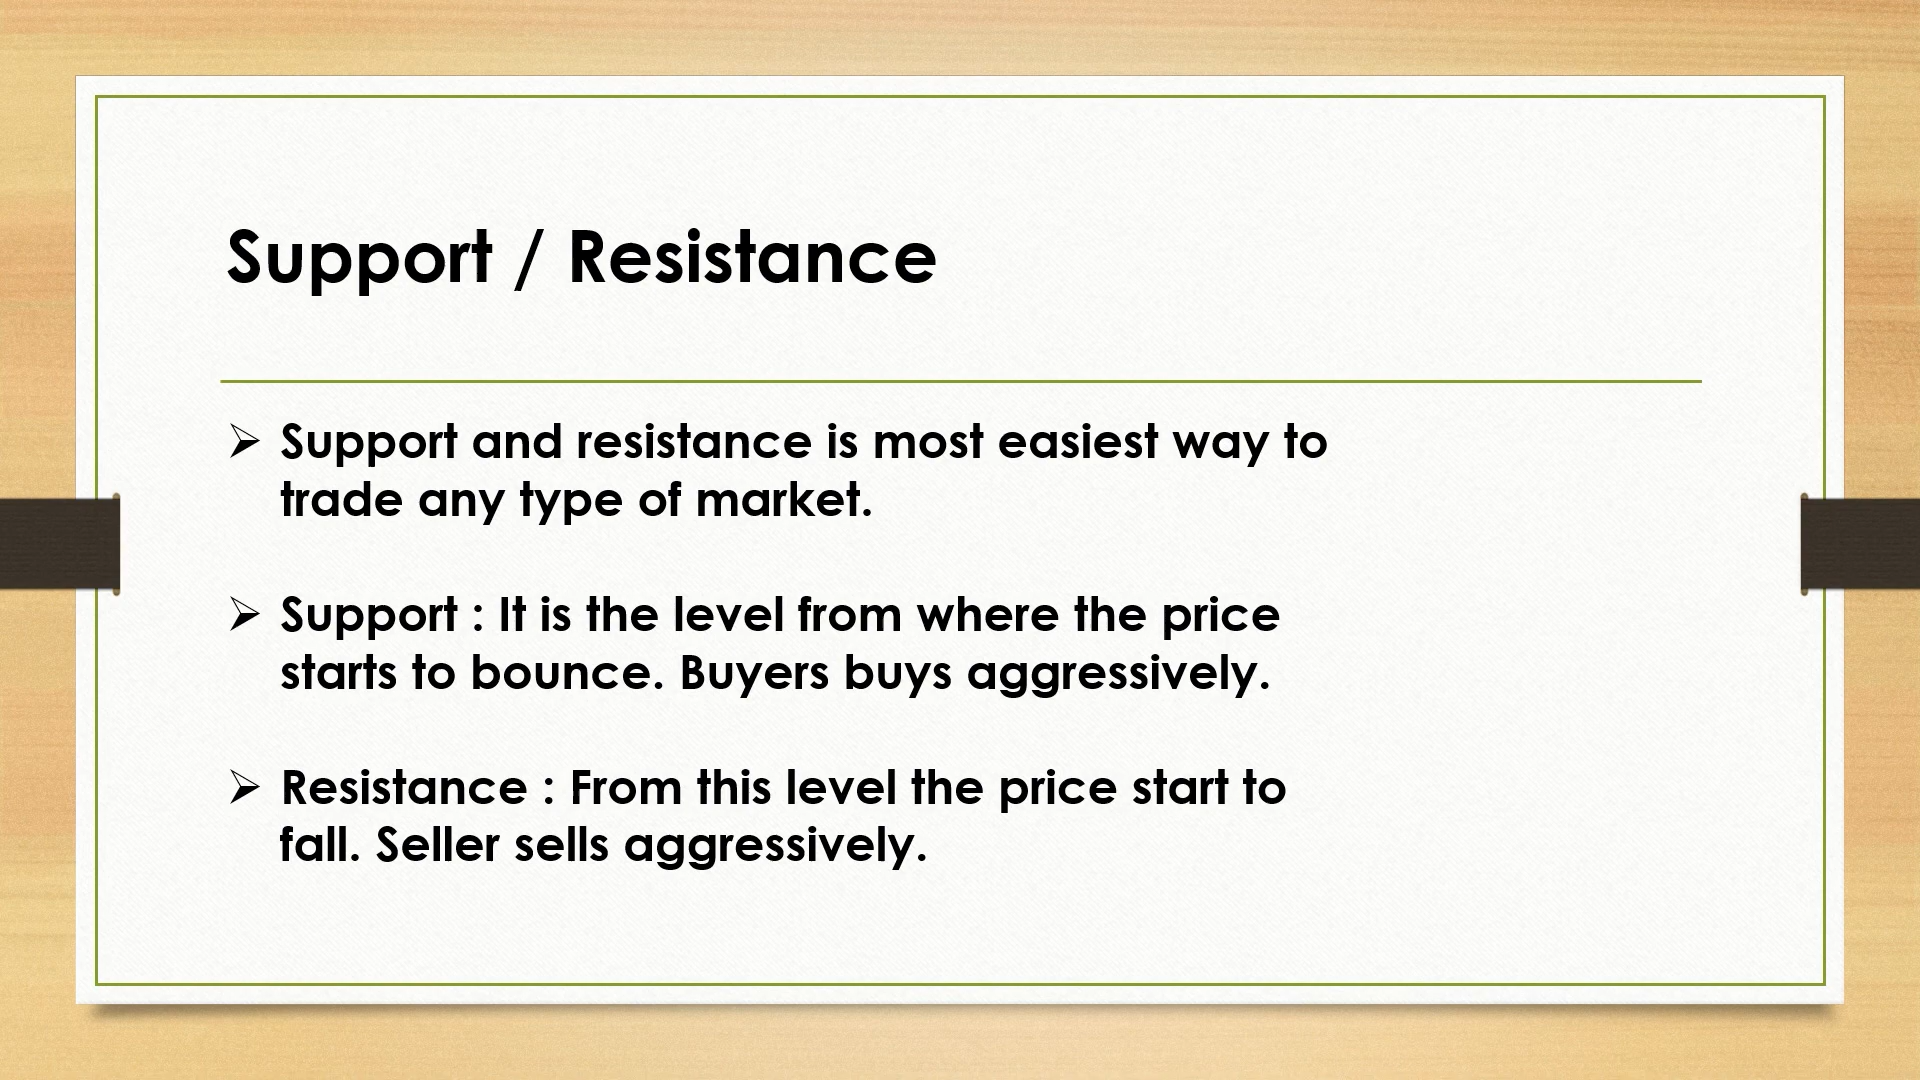 Support / Resistance
➢ Support and resistance is most easiest way to
trade any type of market.
➢ Support : It is the level from where the price
starts to bounce. Buyers buys aggressively.
➢ Resistance : From this level the price start to
fall. Seller sells aggressively.